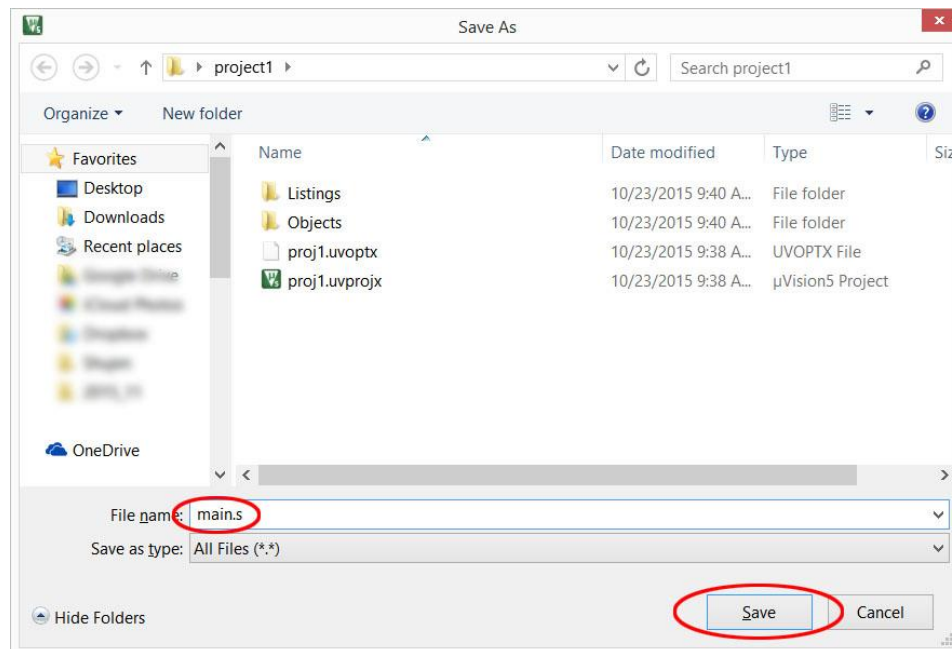 Save As
project1
Search project1
Organize
New folder
Name
Date modified
Type
Siz
Favorites
Desktop
Downloads
Recent places
OneDrive
Listings
10/23/2015 9:40 A...
File folder
Objects
10/23/2015 9:40 A...
File folder
proj1.uvoptx
10/23/2015 9:38 A...
UVOPTX File
proj1.uvprojx
10/23/2015 9:38 A...
µVision5 Project
File name: main.s
Save as type: All Files (*.*)
Hide Folders
Save
Cancel